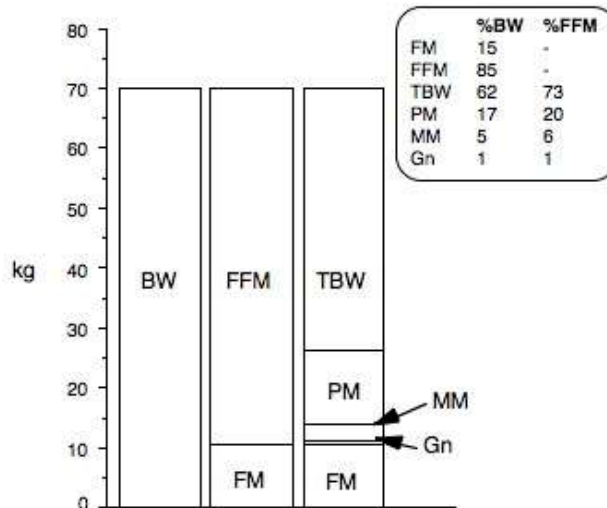 80
70
60
50
40
30
20
10
0
kg
BW
FFM
FM
TBW
PM
FM
MM
Gn
%BW %FFM
FM 15 -
FFM 85 -
TBW 62 73
PM 17 20
MM 5 6
Gn 1 1